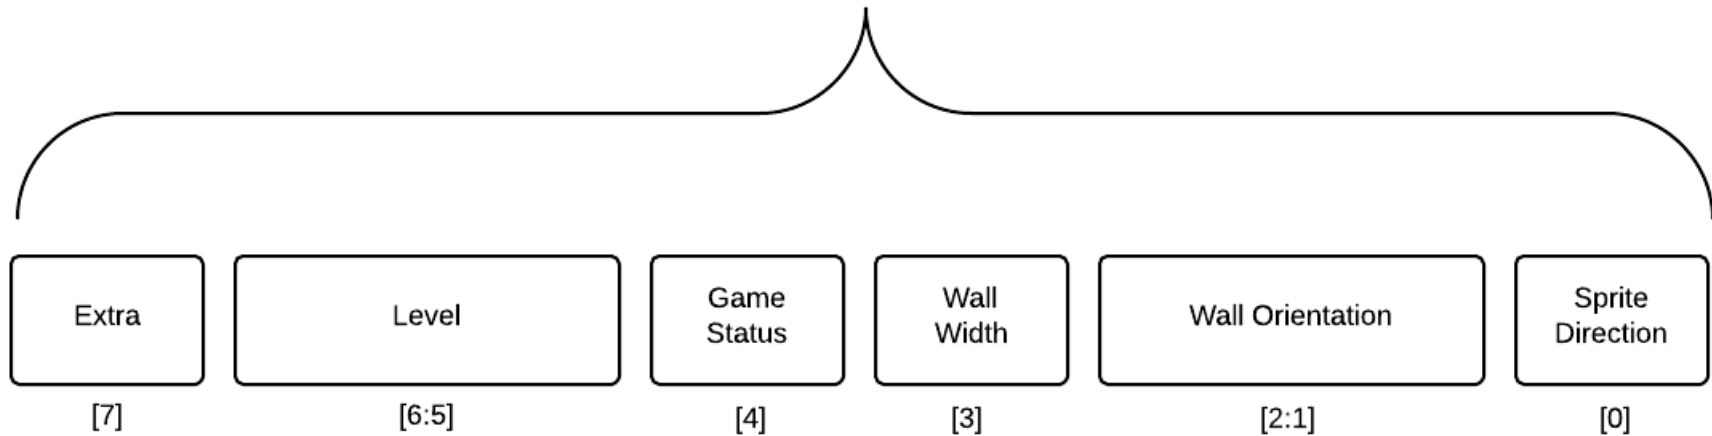 Extra
Level
Game
Status
Wall
Width
Wall Orientation
Sprite
Direction
[7]
[6:5]
[4]
[3]
[2:1]
[0]